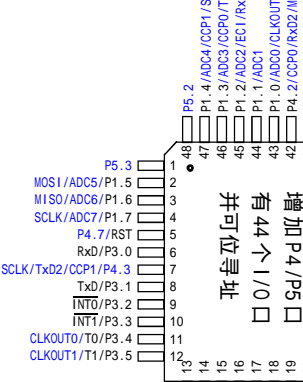 P5.2
P1.4/ADC4/CCP1/S
P1.3/ADC3/CCP0/T
P1.2/ADC2/ECI/Rx
P1.1/ADC1
P1.0/ADC0/CLKOUT
P4.2/CCP0/RxD2/M
48
47
46
45
44
43
42
P5.3 1
MOSI/ADC5/P1.5 2
MISO/ADC6/P1.6 3
SCLK/ADC7/P1.7 4
P4.7/RST 5
RxD/P3.0 6
SCLK/TxD2/CCP1/P4.3 7
TxD/P3.1 8
INT0/P3.2 9
INT1/P3.3 10
CLKOUT0/T0/P3.4 11
CLKOUT1/T1/P3.5 12
增加P4/P5口
有44个I/O口
并可位寻址
13
14
15
16
17
18
19